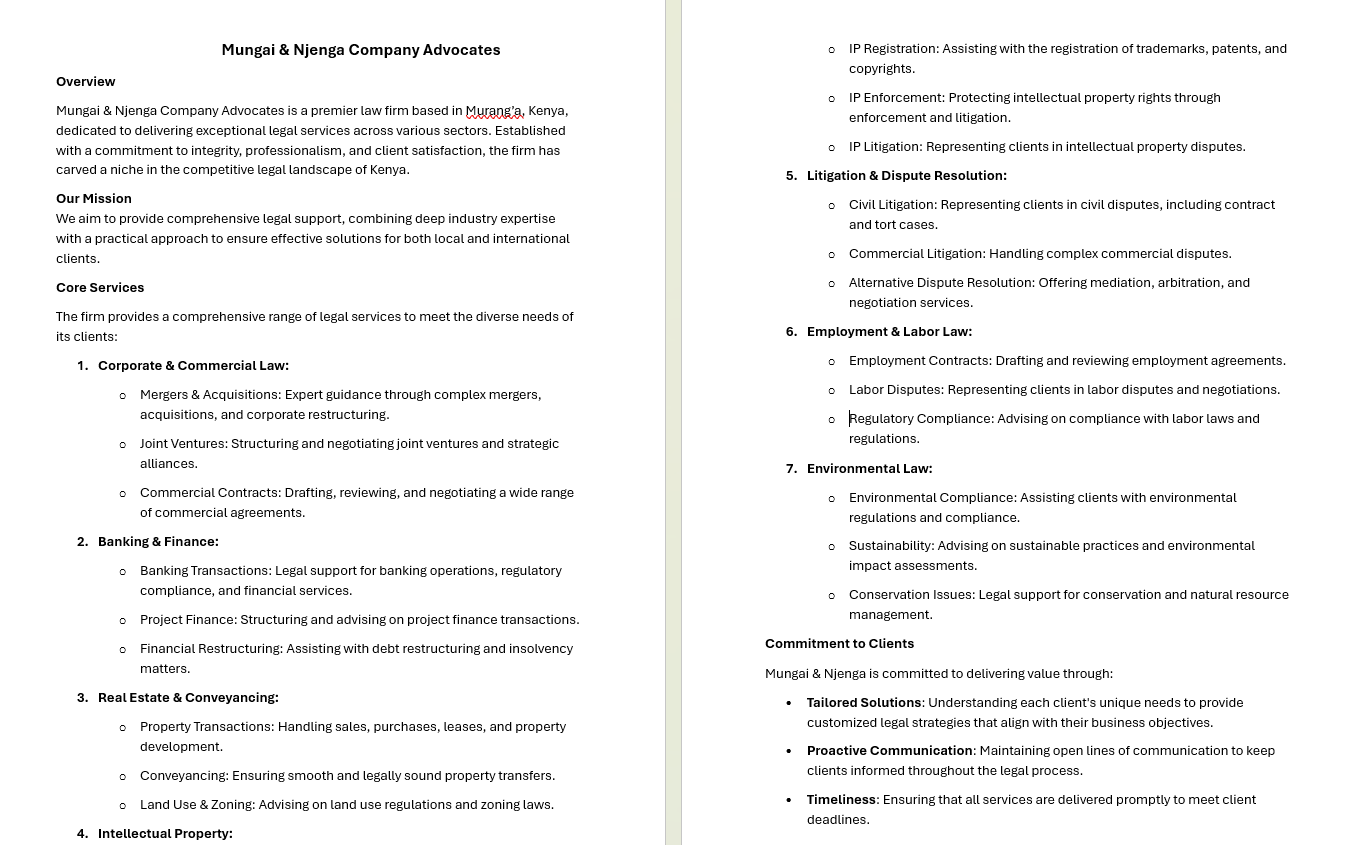 Mungai & Njenga Company Advocates
Overview
Mungai & Njenga Company Advocates is a premier law firm based in Murang'a, Kenya,
dedicated to delivering exceptional legal services across various sectors. Established
with a commitment to integrity, professionalism, and client satisfaction, the firm has
carved a niche in the competitive legal landscape of Kenya.
Our Mission
We aim to provide comprehensive legal support, combining deep industry expertise
with a practical approach to ensure effective solutions for both local and international
clients.
Core Services
The firm provides a comprehensive range of legal services to meet the diverse needs of
its clients:
1. Corporate & Commercial Law:
o Mergers & Acquisitions: Expert guidance through complex mergers,
acquisitions, and corporate restructuring.
o Joint Ventures: Structuring and negotiating joint ventures and strategic
alliances.
o Commercial Contracts: Drafting, reviewing, and negotiating a wide range
of commercial agreements.
2. Banking & Finance:
o Banking Transactions: Legal support for banking operations, regulatory
compliance, and financial services.
o Project Finance: Structuring and advising on project finance transactions.
o Financial Restructuring: Assisting with debt restructuring and insolvency
matters.
3. Real Estate & Conveyancing:
o Property Transactions: Handling sales, purchases, leases, and property
development.
o Conveyancing: Ensuring smooth and legally sound property transfers.
o Land Use & Zoning: Advising on land use regulations and zoning laws.
4. Intellectual Property:
o IP Registration: Assisting with the registration of trademarks, patents, and
copyrights.
o IP Enforcement: Protecting intellectual property rights through
enforcement and litigation.
o IP Litigation: Representing clients in intellectual property disputes.
5. Litigation & Dispute Resolution:
o Civil Litigation: Representing clients in civil disputes, including contract
and tort cases.
o Commercial Litigation: Handling complex commercial disputes.
o Alternative Dispute Resolution: Offering mediation, arbitration, and
negotiation services.
6. Employment & Labor Law:
o Employment Contracts: Drafting and reviewing employment agreements.
o Labor Disputes: Representing clients in labor disputes and negotiations.
o Regulatory Compliance: Advising on compliance with labor laws and
regulations.
7. Environmental Law:
o Environmental Compliance: Assisting clients with environmental
regulations and compliance.
o Sustainability: Advising on sustainable practices and environmental
impact assessments.
o Conservation Issues: Legal support for conservation and natural resource
management.
Commitment to Clients
Mungai & Njenga is committed to delivering value through:
• Tailored Solutions: Understanding each client's unique needs to provide
customized legal strategies that align with their business objectives.
• Proactive Communication: Maintaining open lines of communication to keep
clients informed throughout the legal process.
• Timeliness: Ensuring that all services are delivered promptly to meet client
deadlines.